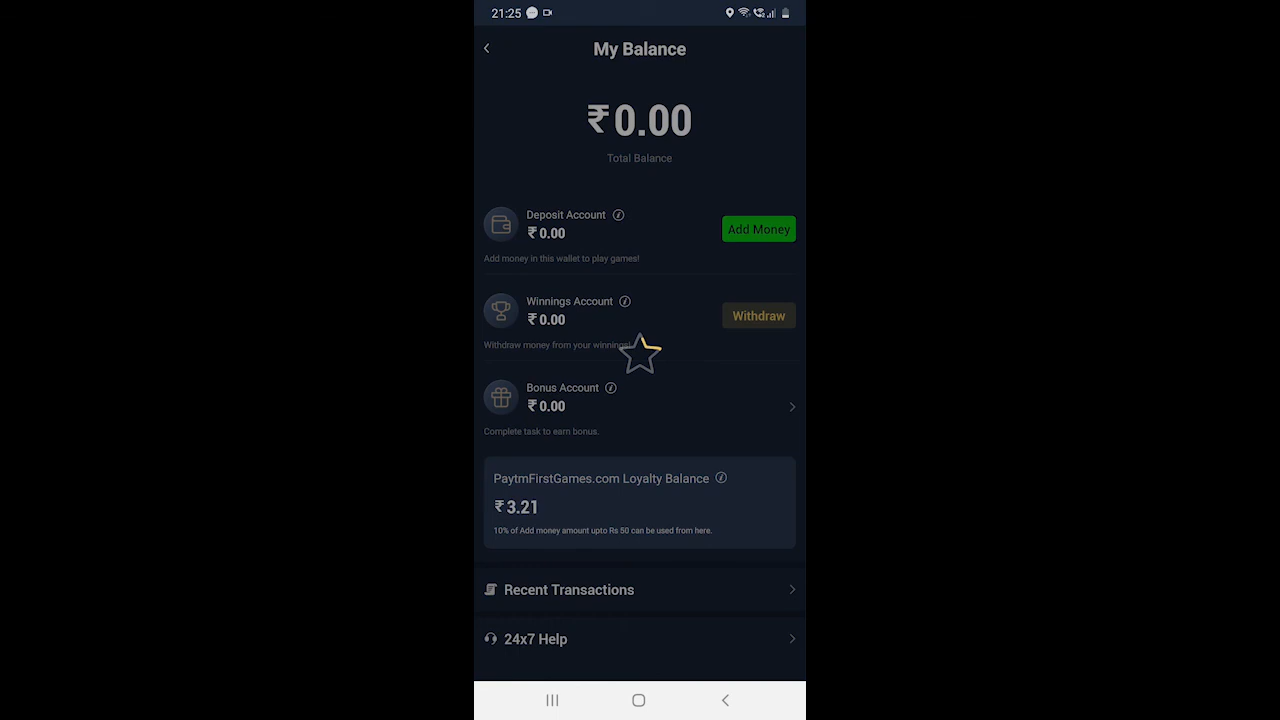 21:25
My Balance
₹0.00
Total Balance
Deposit Account
₹0.00
Add Money
Add money in this wallet to play games!
Winnings Account
₹0.00
Withdraw
Withdraw money from your winnings!
Bonus Account
₹0.00
Complete task to earn bonus.
PaytmFirstGames.com Loyalty Balance
₹3.21
10% of Add money amount upto Rs 50 can be used from here.
Recent Transactions
24x7 Help